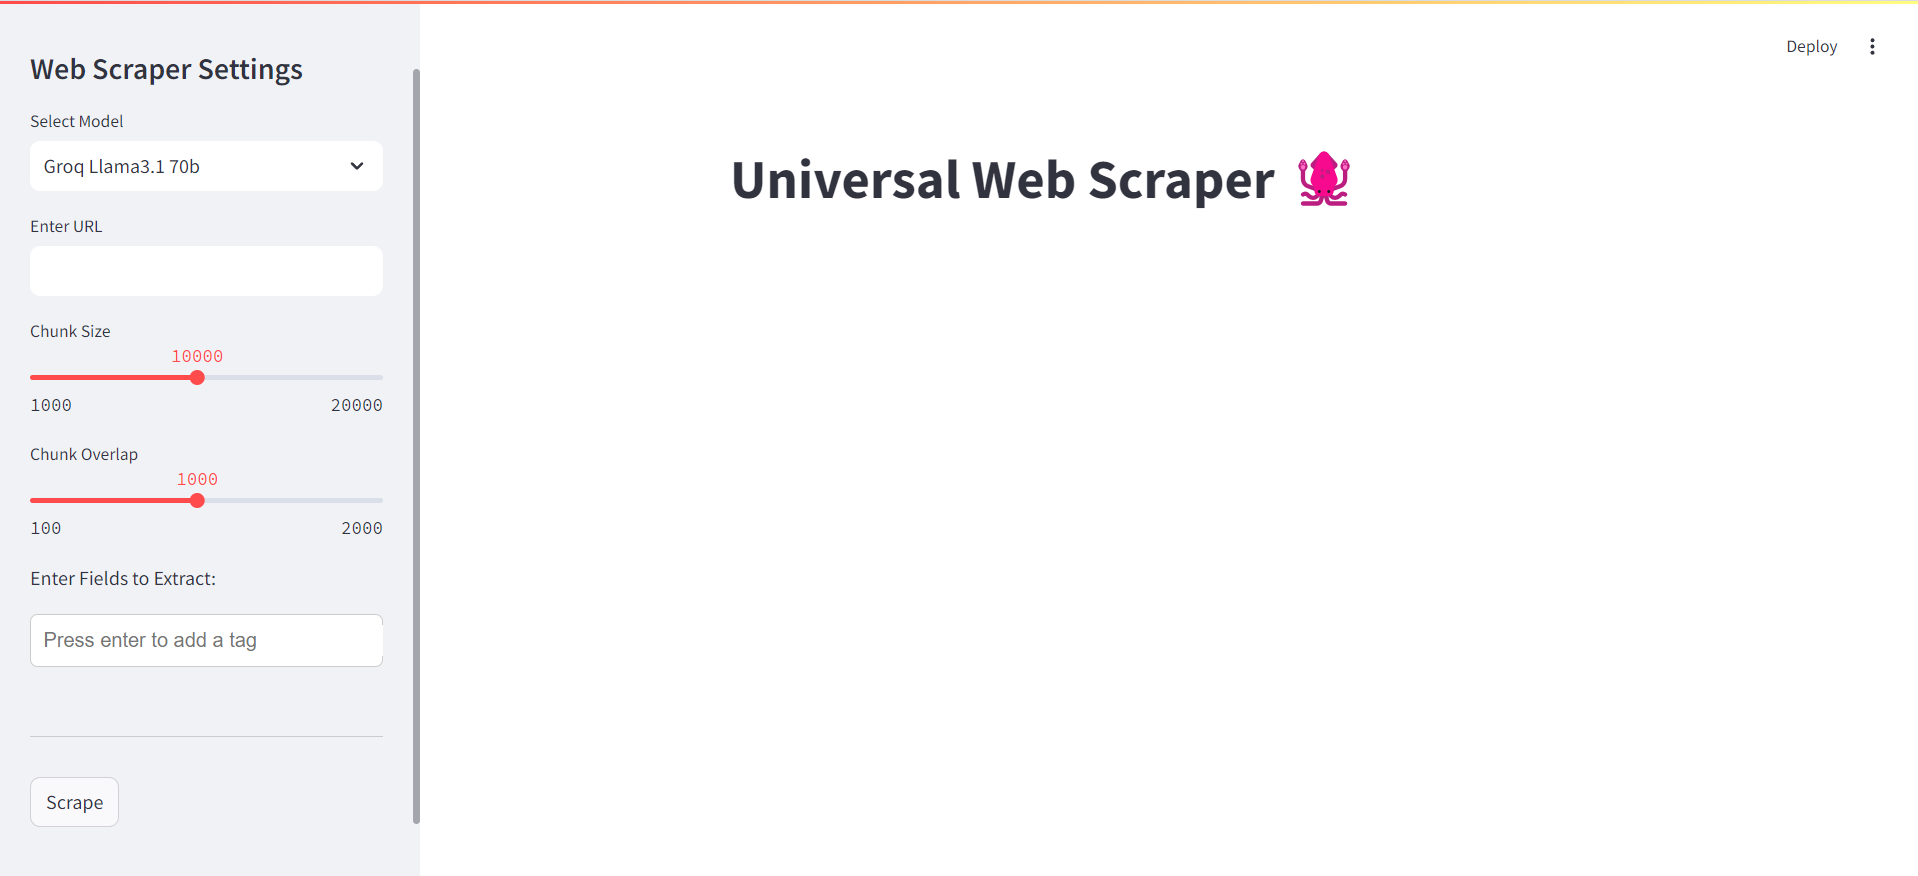 Deploy
Web Scraper Settings
Select Model
Groq Llama3.1 70b
Enter URL
Chunk Size
10000
1000 20000
Chunk Overlap
1000
100 2000
Enter Fields to Extract:
Press enter to add a tag
Scrape
Universal Web Scraper